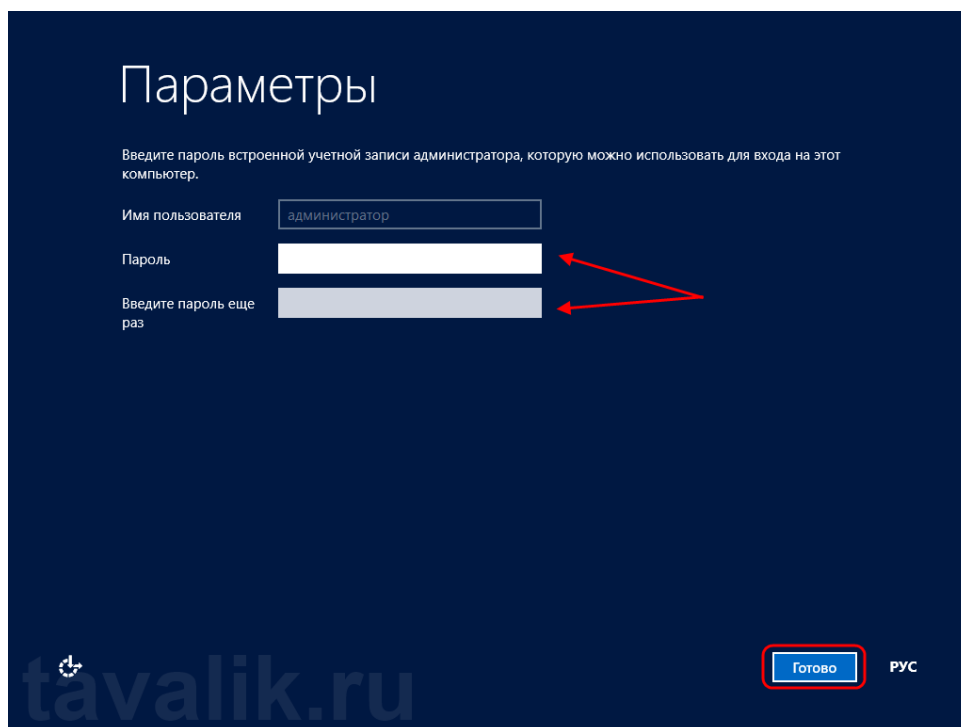 Параметры
Введите пароль встроенной учетной записи администратора, которую можно использовать для входа на этот
компьютер.
Имя пользователя
администратор
Пароль
Введите пароль еще
раз
Готово
РУС
tavalik.ru